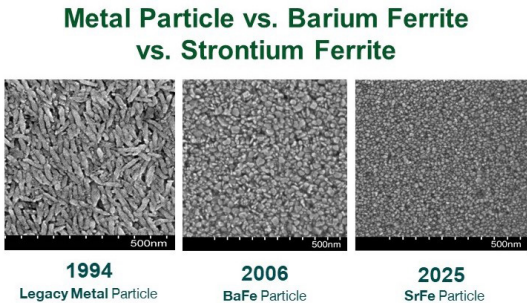 Metal Particle vs. Barium Ferrite
vs. Strontium Ferrite
500nm
500nm
500nm
1994
Legacy Metal Particle
2006
BaFe Particle
2025
SrFe Particle